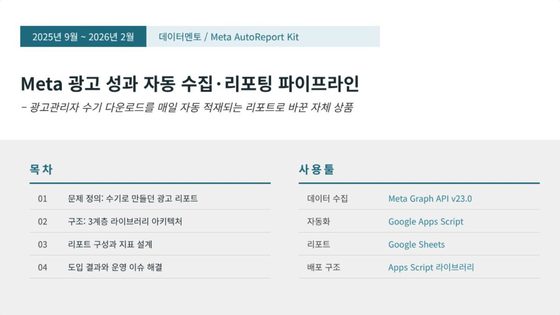 2025년 9월 ~ 2026년 2월
데이터멘토 / Meta AutoReport Kit
Meta 광고 성과 자동 수집·리포팅 파이프라인
– 광고관리자 수기 다운로드를 매일 자동 적재되는 리포트로 바꾼 자체 상품
목차
01 문제 정의: 수기로 만들던 광고 리포트
02 구조: 3계층 라이브러리 아키텍처
03 리포트 구성과 지표 설계
04 도입 결과와 운영 이슈 해결
사용툴
데이터 수집 Meta Graph API v23.0
자동화 Google Apps Script
리포트 Google Sheets
배포 구조 Apps Script 라이브러리